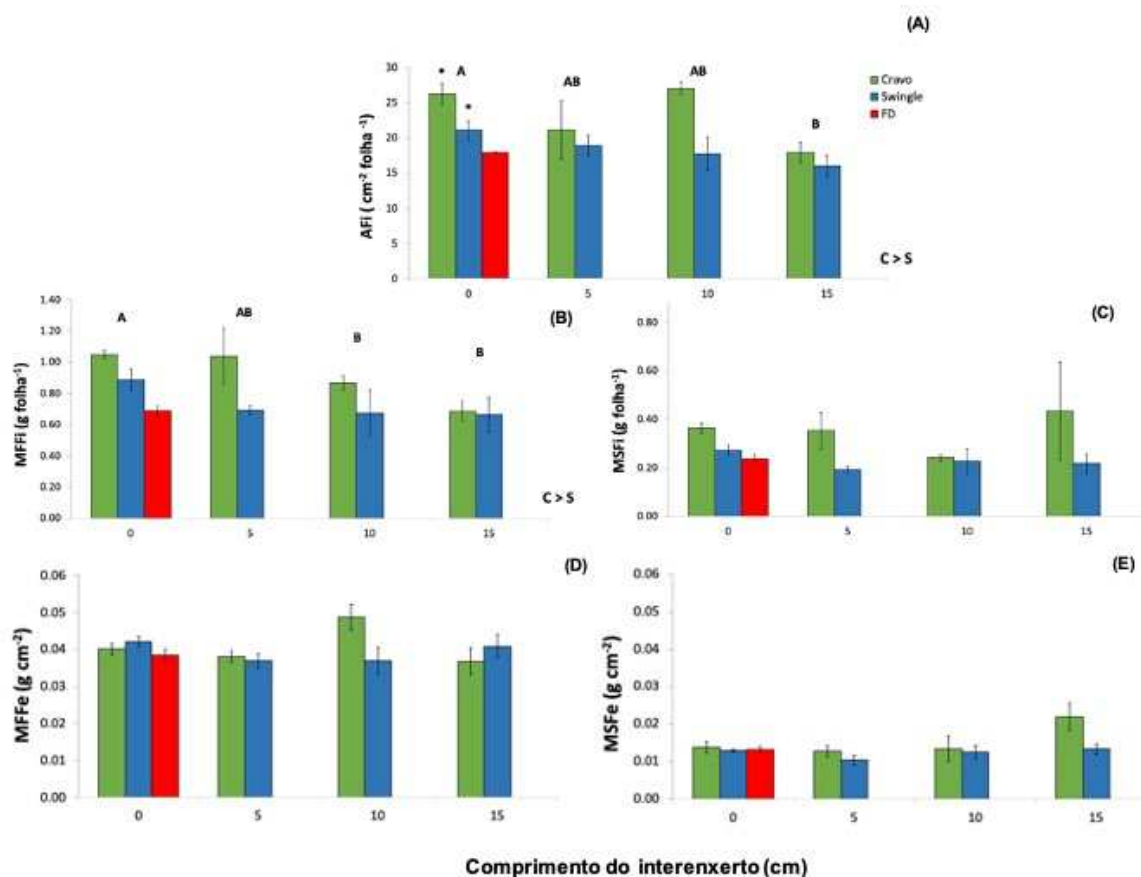 (A)
AFi ( cm⁻² folha ⁻¹)
30
25
20
15
10
5
0
* A
*
AB
AB
B
Cravo
Swingle
FD
C > S
0 5 10 15
(B)
MFFi (g folha⁻¹)
1.40
1.20
1.00
0.80
0.60
0.40
0.20
0.00
A
AB
B
B
C > S
0 5 10 15
(C)
MSFi (g folha⁻¹)
0.80
0.60
0.40
0.20
0.00
0 5 10 15
(D)
MFFe (g cm⁻²)
0.06
0.05
0.04
0.03
0.02
0.01
0.00
0 5 10 15
(E)
MSFe (g cm⁻²)
0.06
0.05
0.04
0.03
0.02
0.01
0.00
0 5 10 15
Comprimento do interenxerto (cm)